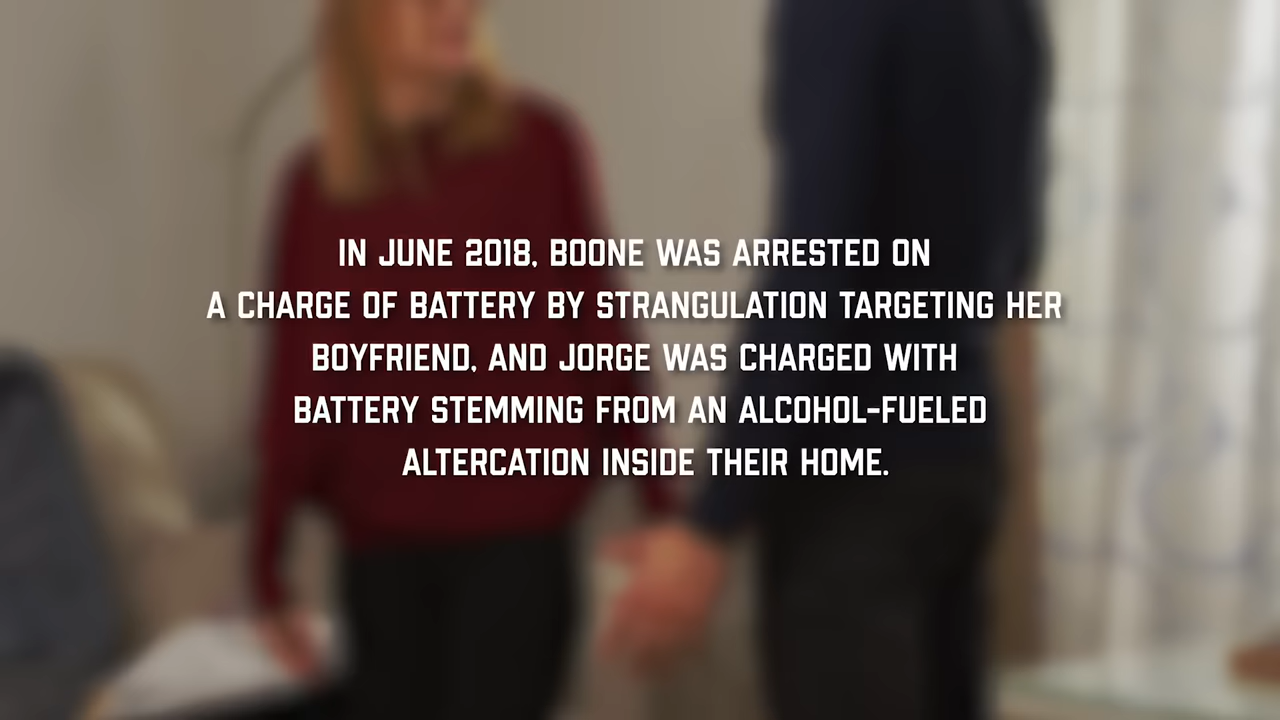 IN JUNE 2018, BOONE WAS ARRESTED ON
A CHARGE OF BATTERY BY STRANGULATION TARGETING HER
BOYFRIEND, AND JORGE WAS CHARGED WITH
BATTERY STEMMING FROM AN ALCOHOL-FUELED
ALTERCATION INSIDE THEIR HOME.